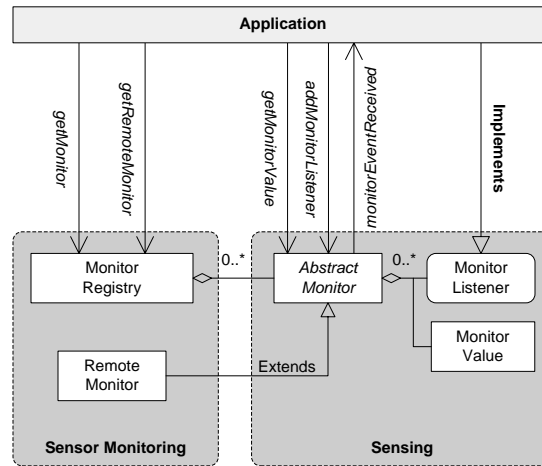 Application
getMonitor
getRemoteMonitor
getMonitorValue
addMonitorListener
monitorEventReceived
Implements
Monitor
Registry
0..*
Abstract
Monitor
0..*
Monitor
Listener
Monitor
Value
Remote
Monitor
Extends
Sensor Monitoring
Sensing